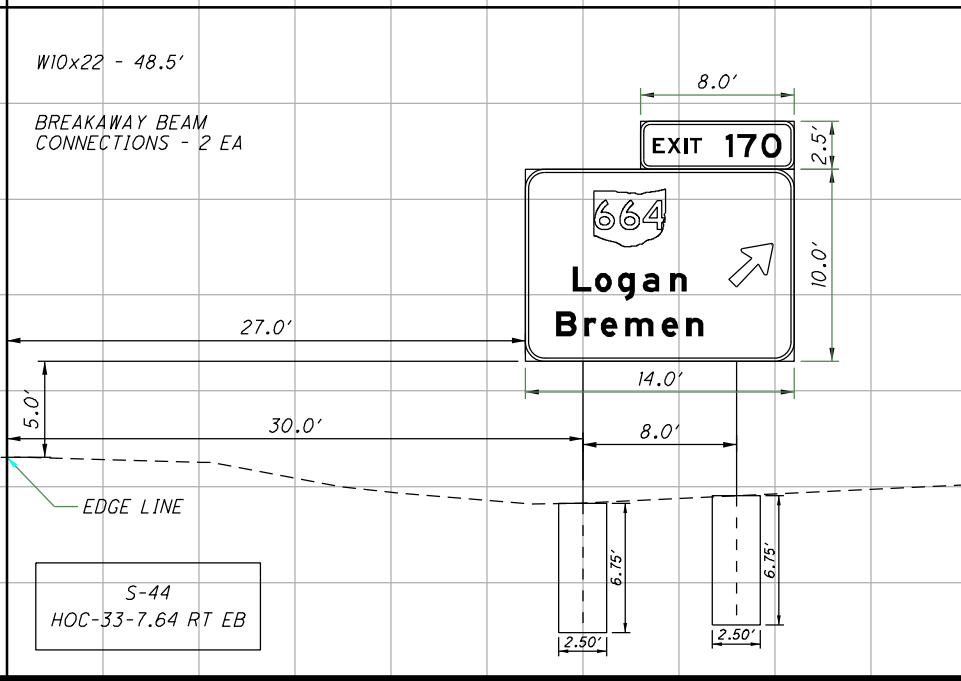 W10x22 - 48.5'
BREAKAWAY BEAM
CONNECTIONS - 2 EA
8.0'
EXIT 170
2.5'
664
Logan
Bremen
10.0'
27.0'
14.0'
5.0'
30.0'
8.0'
EDGE LINE
6.75'
6.75'
2.50'
2.50'
S-44
HOC-33-7.64 RT EB